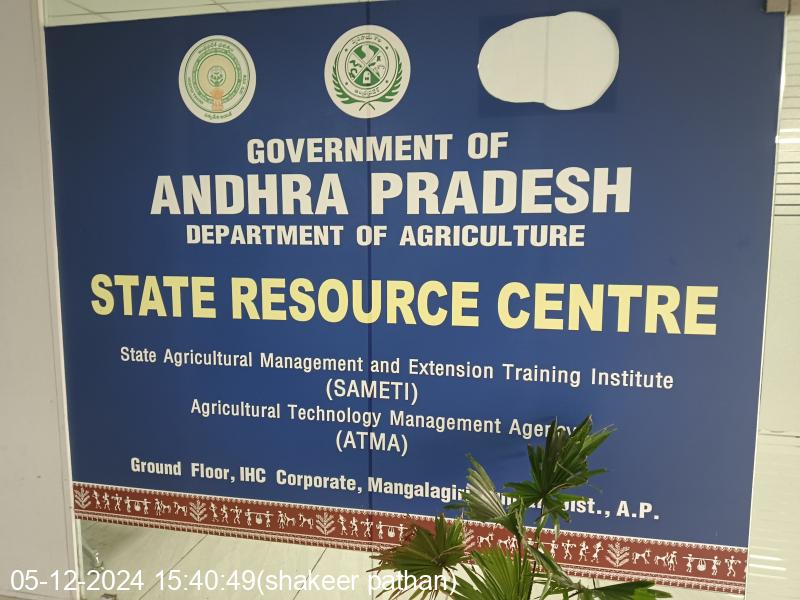 GOVERNMENT OF
ANDHRA PRADESH
DEPARTMENT OF AGRICULTURE
STATE RESOURCE CENTRE
State Agricultural Management and Extension Training Institute
(SAMETI)
Agricultural Technology Management Agency
(ATMA)
Ground Floor, IHC Corporate, Mangalagiri, Dist., A.P.
05-12-2024 15:40:49(shakeer pathan)